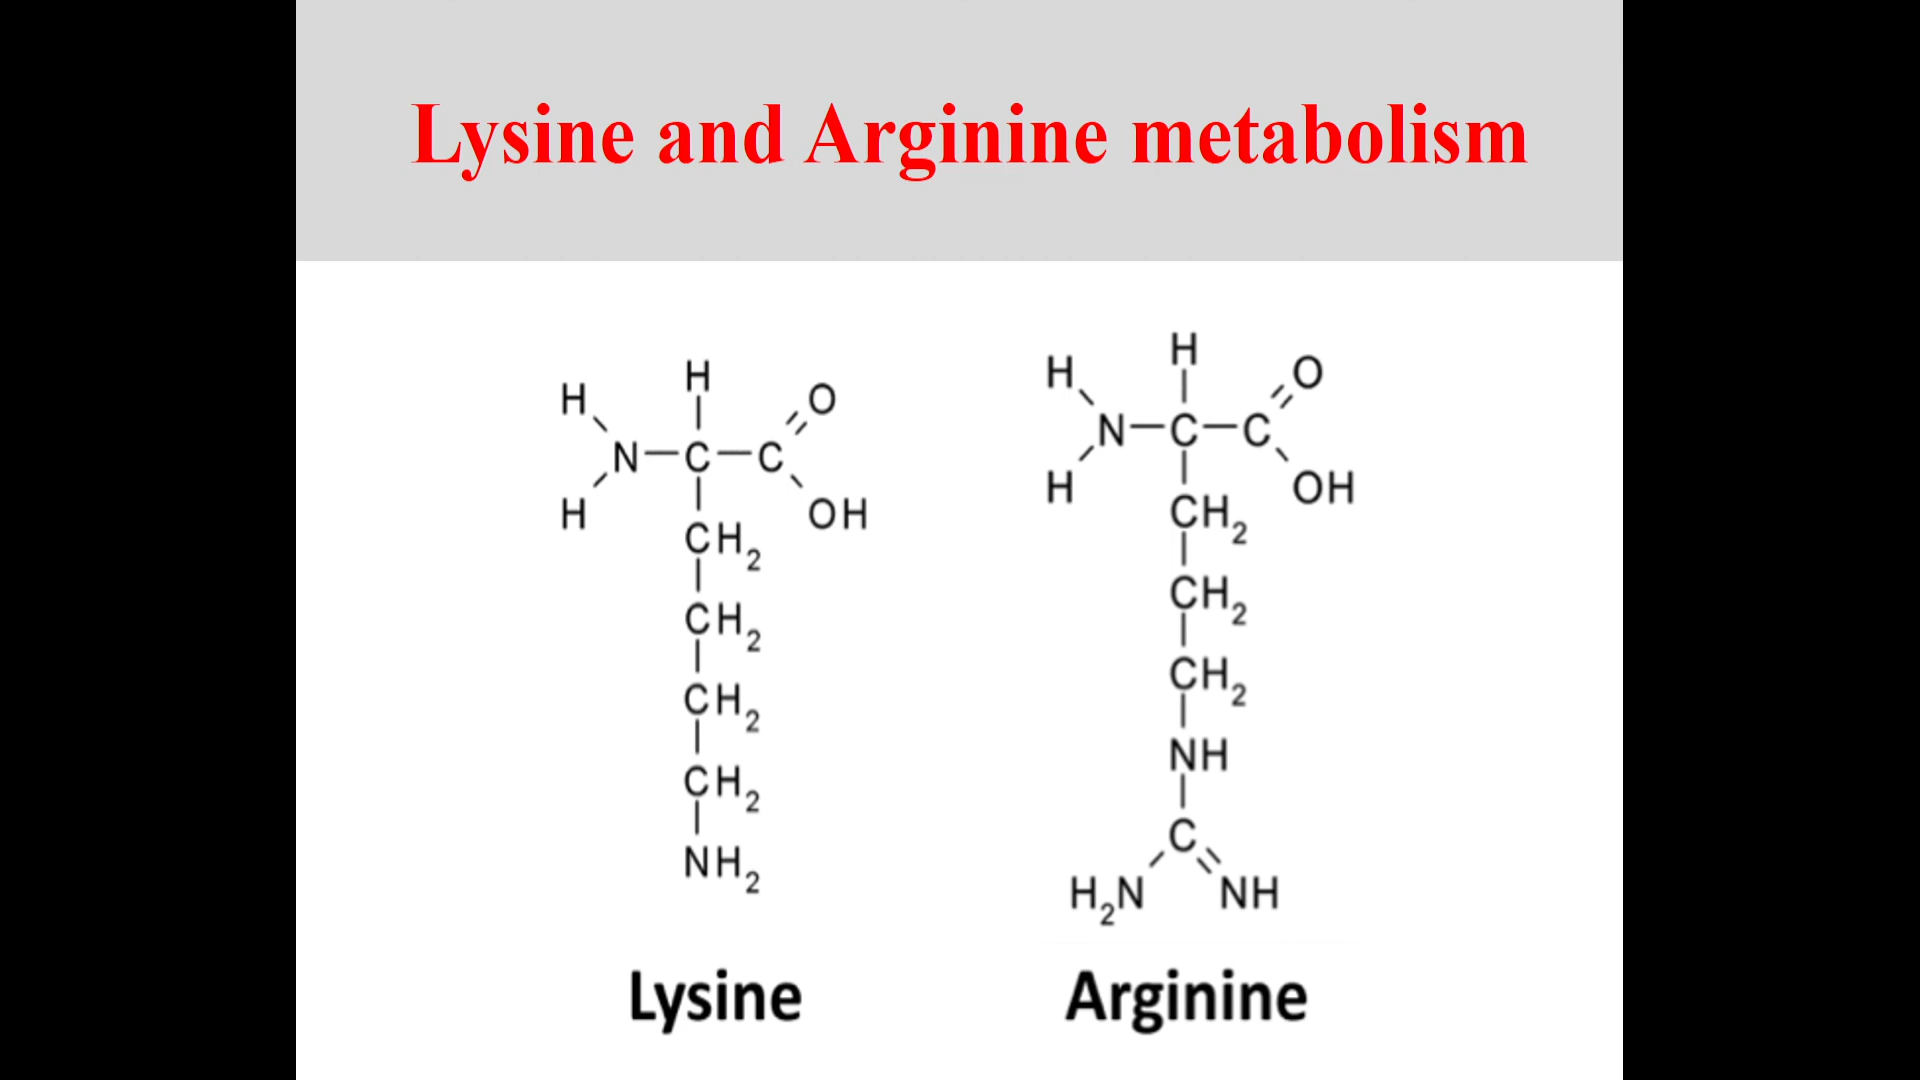 Lysine and Arginine metabolism
H
H O
N C C
H OH
CH2
CH2
CH2
CH2
NH2
Lysine
H
H O
N C C
H OH
CH2
CH2
CH2
NH
C
H2N NH
Arginine